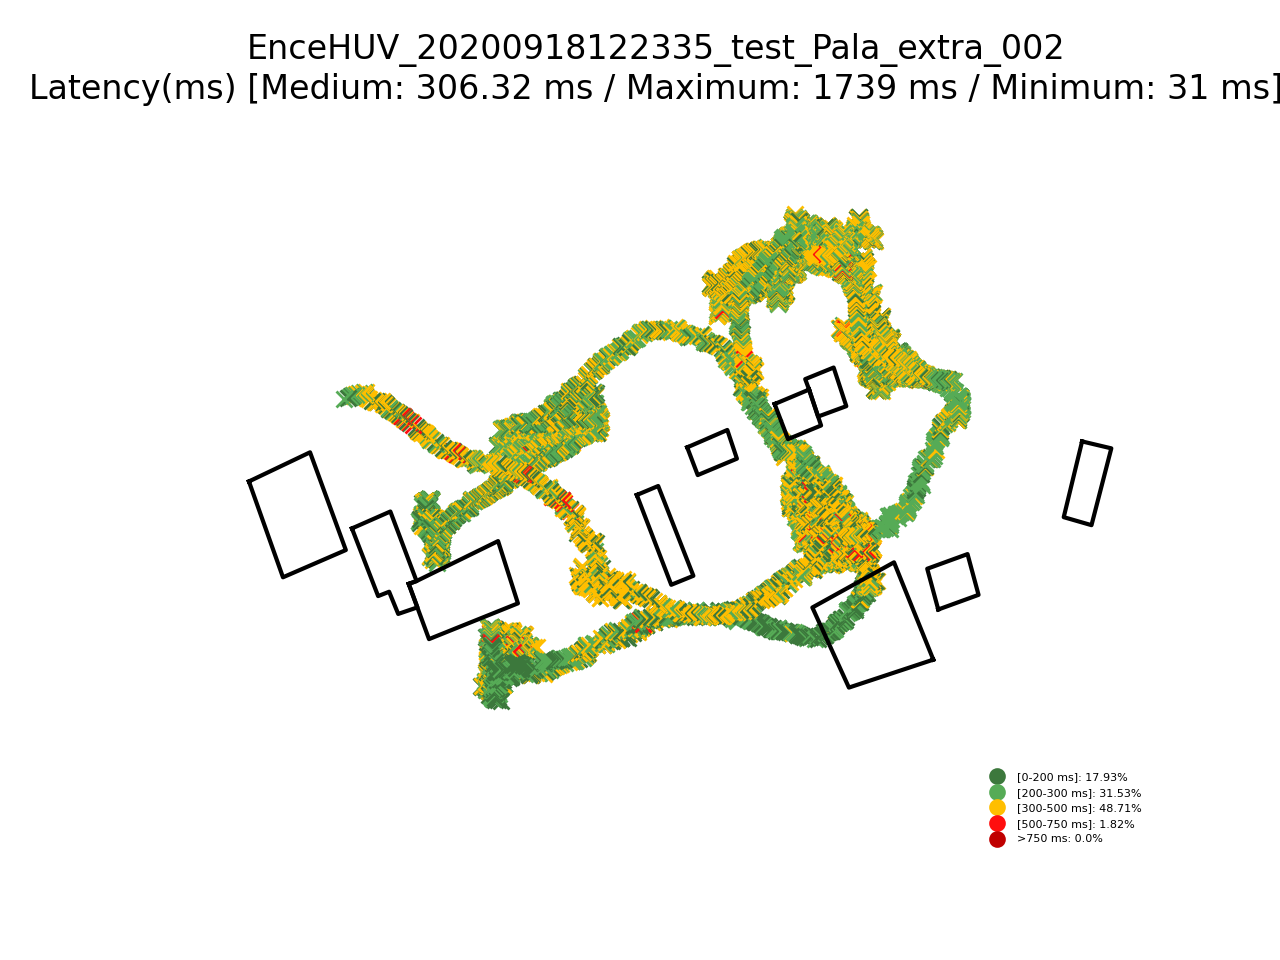 EnceHUV_20200918122335_test_Pala_extra_002
Latency(ms) [Medium: 306.32 ms / Maximum: 1739 ms / Minimum: 31 ms]
[0-200 ms]: 17.93%
[200-300 ms]: 31.53%
[300-500 ms]: 48.71%
[500-750 ms]: 1.82%
>750 ms: 0.0%